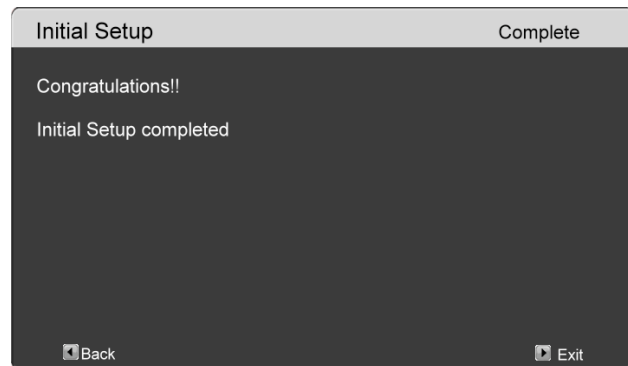 Initial Setup Complete
Congratulations!!
Initial Setup completed
Back Exit